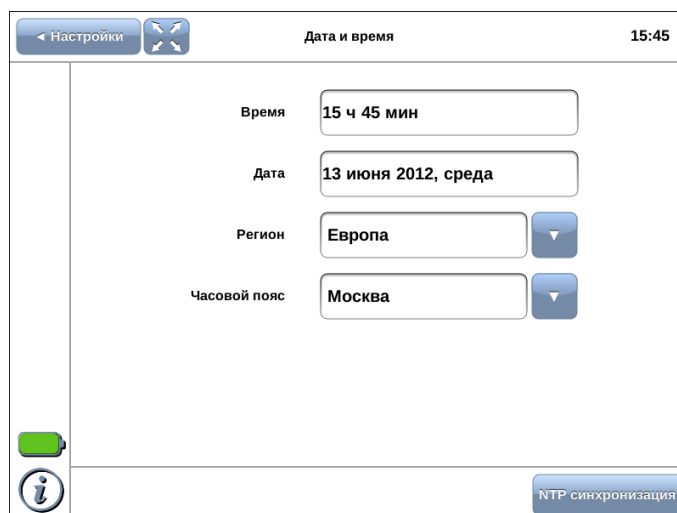 ◄ Настройки
Дата и время
15:45
Время
15 ч 45 мин
Дата
13 июня 2012, среда
Регион
Европа
Часовой пояс
Москва
i
NTP синхронизация